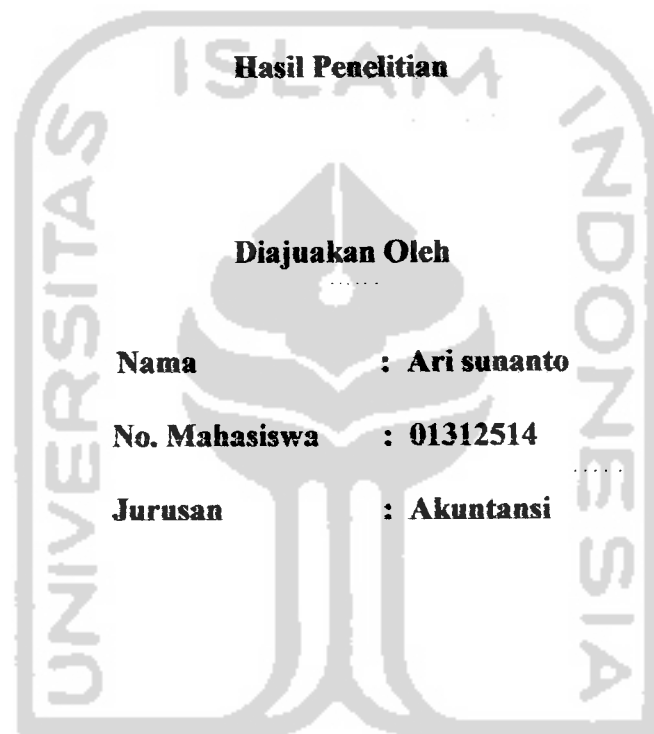 UNIVERSITAS ISLAM INDONESIA
Hasil Penelitian
Diajuakan Oleh
Nama : Ari sunanto
No. Mahasiswa : 01312514
Jurusan : Akuntansi